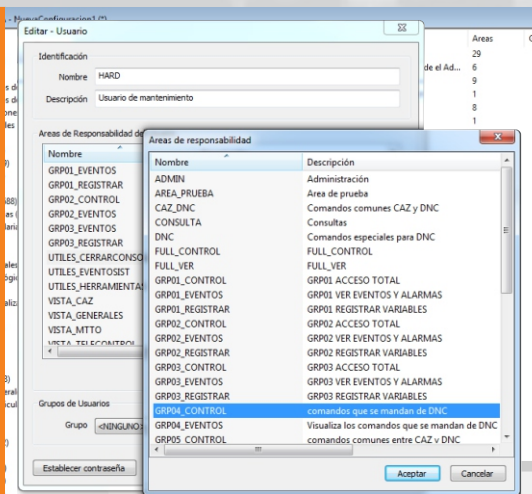 - NuevaConfiguracion1 (*)
Editar - Usuario
Areas
29
de el Ad... 6
9
1
8
1
Identificación
Nombre HARD
Descripción Usuario de mantenimiento
Areas de Responsabilidad de
Nombre
GRP01_EVENTOS
GRP01_REGISTRAR
GRP02_CONTROL
GRP02_EVENTOS
GRP03_EVENTOS
GRP03_REGISTRAR
UTILES_CERRARCONSO
UTILES_EVENTOSIST
UTILES_HERRAMIENTAS
VISTA_CAZ
VISTA_GENERALES
VISTA_MTTO
VISTA_TELECONTROL
Grupos de Usuarios
Grupo <NINGUNO>
Establecer contraseña
Areas de responsabilidad
Nombre Descripción
ADMIN Administración
AREA_PRUEBA Area de prueba
CAZ_DNC Comandos comunes CAZ y DNC
CONSULTA Consultas
DNC Comandos especiales para DNC
FULL_CONTROL FULL_CONTROL
FULL_VER FULL_VER
GRP01_CONTROL GRP01 ACCESO TOTAL
GRP01_EVENTOS GRP01 VER EVENTOS Y ALARMAS
GRP01_REGISTRAR GRP01 REGISTRAR VARIABLES
GRP02_CONTROL GRP02 ACCESO TOTAL
GRP02_EVENTOS GRP02 VER EVENTOS Y ALARMAS
GRP02_REGISTRAR GRP02 REGISTRAR VARIABLES
GRP03_CONTROL GRP03 ACCESO TOTAL
GRP03_EVENTOS GRP03 VER EVENTOS Y ALARMAS
GRP03_REGISTRAR GRP03 REGISTRAR VARIABLES
GRP04_CONTROL comandos que se mandan de DNC
GRP04_EVENTOS Visualiza los comandos que se mandan de DNC
GRP05_CONTROL comandos comunes entre CAZ y DNC
Aceptar Cancelar